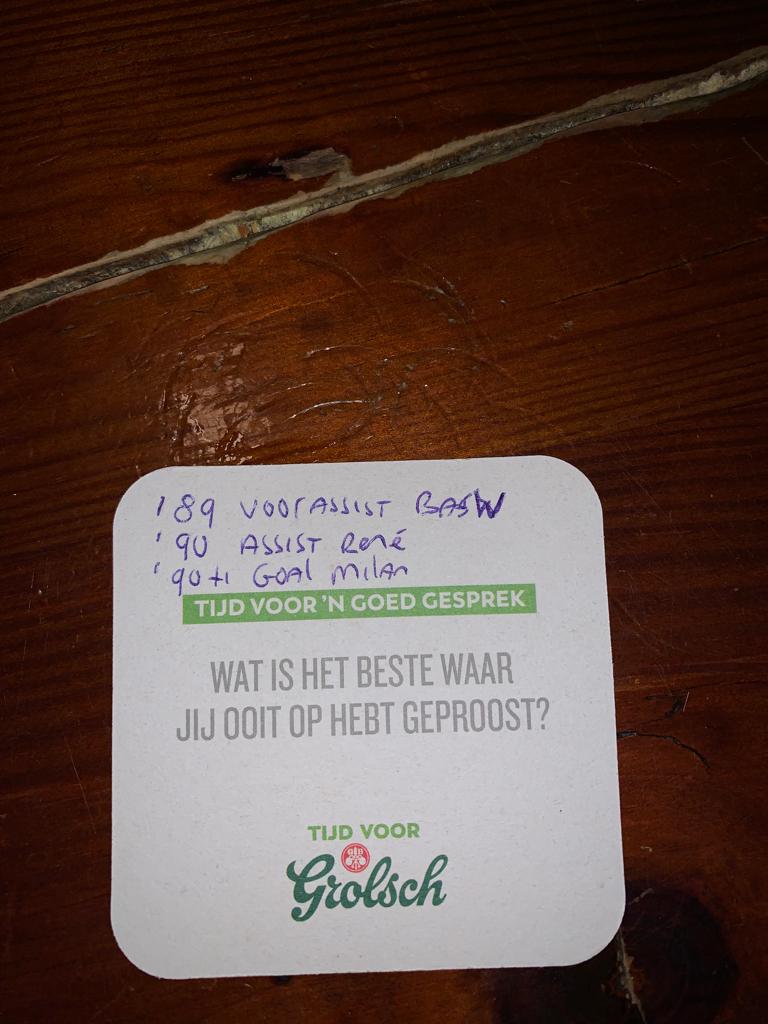 '89 VOORASSIST BASW
'90 ASSIST René
'90+1 GOAL MILAN
TIJD VOOR 'N GOED GESPREK
WAT IS HET BESTE WAAR
JIJ OOIT OP HEBT GEPROOST?
TIJD VOOR
Grolsch